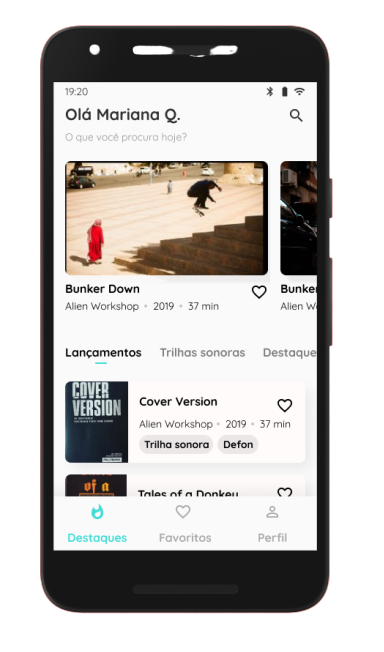 19:20
Olá Mariana Q.
O que você procura hoje?
Bunker Down
Alien Workshop • 2019 • 37 min
Bunke
Alien W
Lançamentos Trilhas sonoras Destaque
COVER
VERSION
Cover Version
Alien Workshop • 2019 • 37 min
Trilha sonora Defon
of a
Tales of a Donkey
Destaques Favoritos Perfil